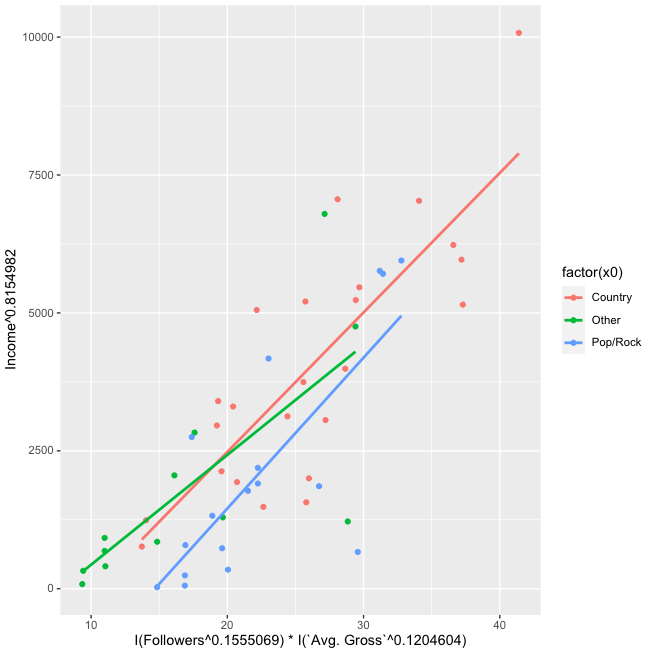 10000
7500
5000
2500
0
Income^0.8154982
10 20 30 40
I(Followers^0.1555069) * I(`Avg. Gross`^0.1204604)
factor(x0)
Country
Other
Pop/Rock